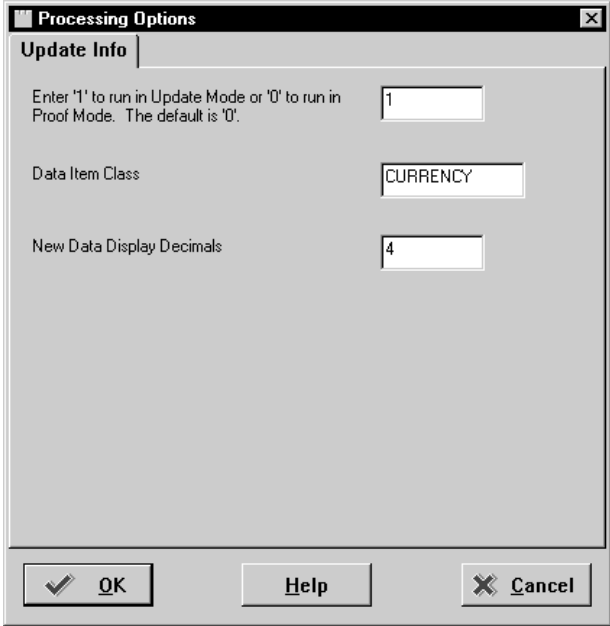 Processing Options
Update Info
Enter '1' to run in Update Mode or '0' to run in
Proof Mode.  The default is '0'.
1
Data Item Class
CURRENCY
New Data Display Decimals
4
OK
Help
Cancel